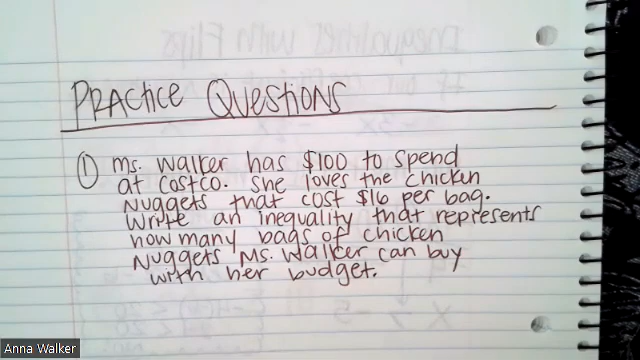 Practice Questions
① Ms. Walker has $100 to spend
at costco. She loves the chicken
Nuggets that cost $16 per bag.
Write an inequality that represents
how many bags of chicken
Nuggets Ms. Walker can buy
with her budget.
Anna Walker